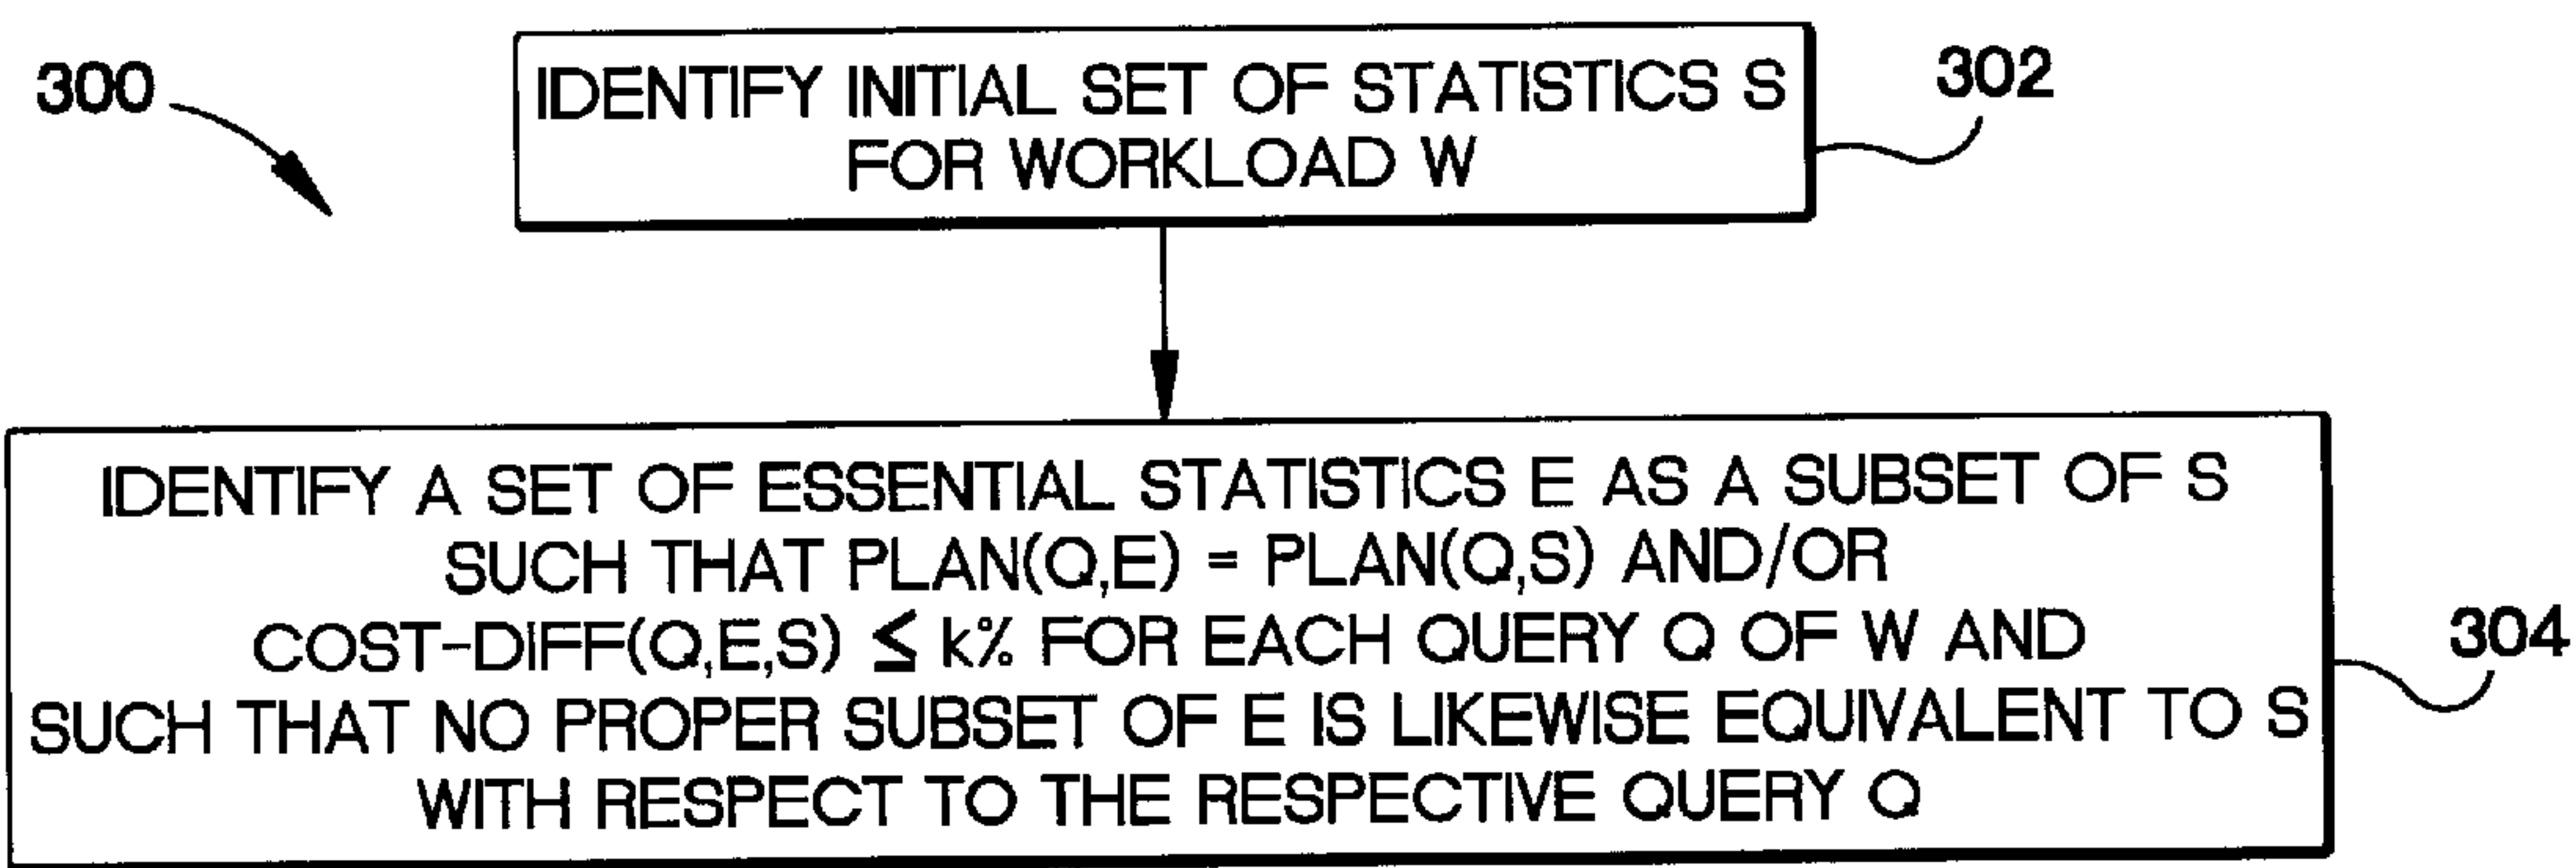 300
IDENTIFY INITIAL SET OF STATISTICS S
FOR WORKLOAD W
302
IDENTIFY A SET OF ESSENTIAL STATISTICS E AS A SUBSET OF S
SUCH THAT PLAN(Q,E) = PLAN(Q,S) AND/OR
COST-DIFF(Q,E,S) ≤ k% FOR EACH QUERY Q OF W AND
SUCH THAT NO PROPER SUBSET OF E IS LIKEWISE EQUIVALENT TO S
WITH RESPECT TO THE RESPECTIVE QUERY Q
304